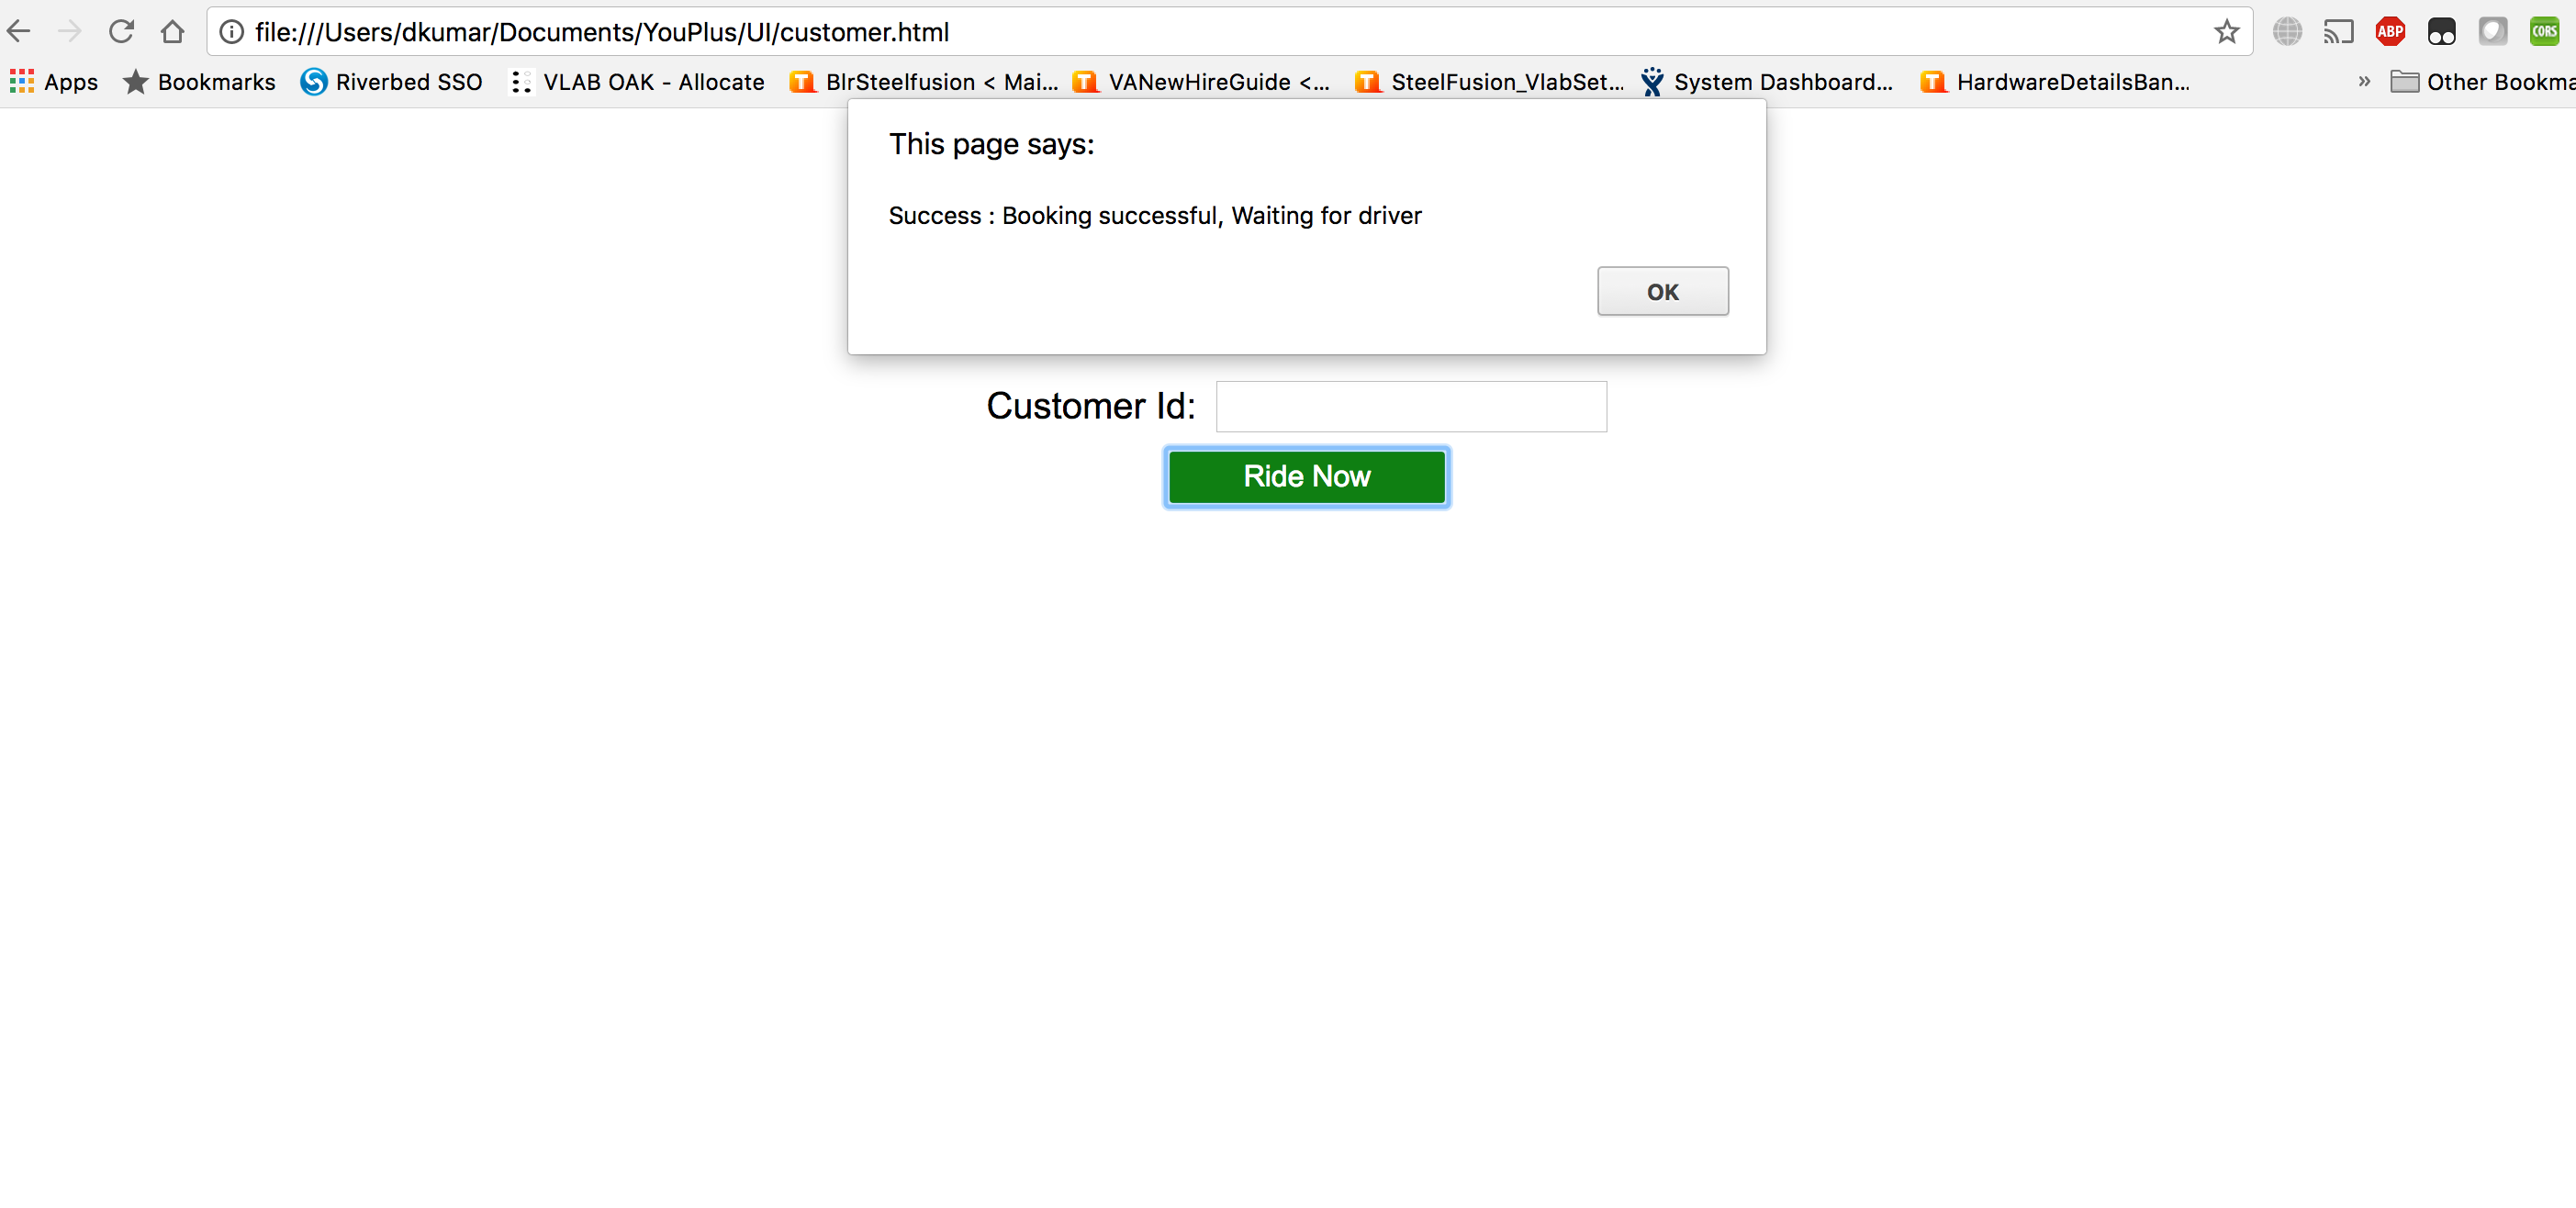 file:///Users/dkumar/Documents/YouPlus/UI/customer.html
ABP
CORS
Apps Bookmarks Riverbed SSO VLAB OAK - Allocate BlrSteelfusion < Mai... VANewHireGuide <... SteelFusion_VlabSet... System Dashboard... HardwareDetailsBan... » Other Bookma
This page says:
Success : Booking successful, Waiting for driver
OK
Customer Id:
Ride Now